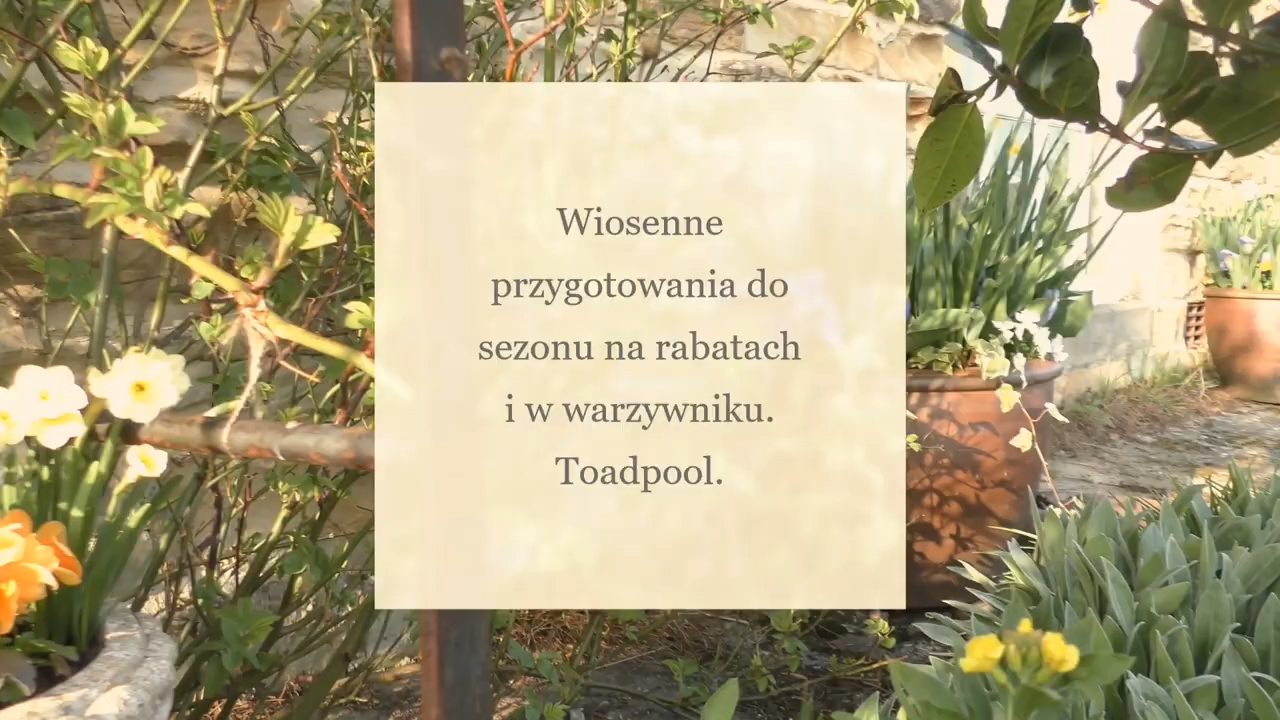 Wiosenne
przygotowania do
sezonu na rabatach
i w warzywniku.
Toadpool.